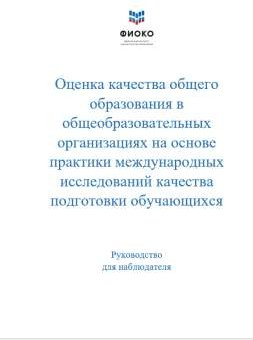 ФИОКО
Оценка качества общего
образования в
общеобразовательных
организациях на основе
практики международных
исследований качества
подготовки обучающихся
Руководство
для наблюдателя